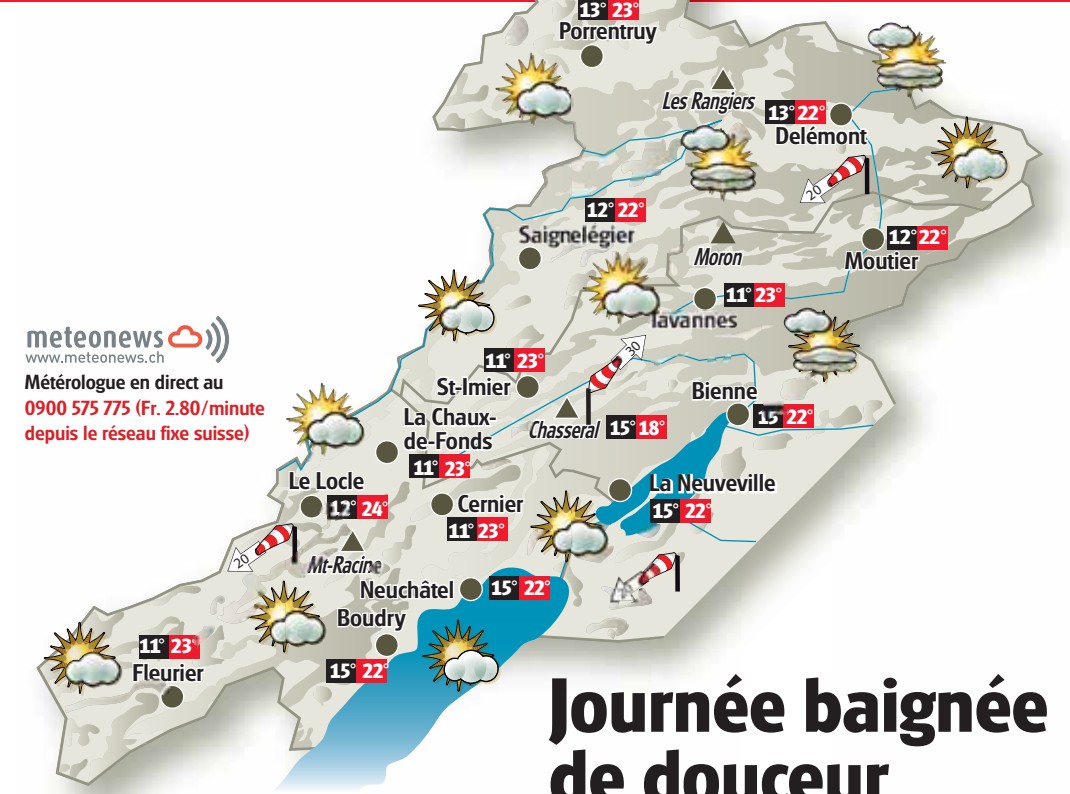 13° 23°
Porrentruy
Les Rangiers
13° 22°
Delémont
20
12° 22°
Saignelégier
Moron
12° 22°
Moutier
11° 23°
Tavannes
meteonews
www.meteonews.ch
Métérologue en direct au
0900 575 775 (Fr. 2.80/minute
depuis le réseau fixe suisse)
30
11° 23°
St-Imier
Chasseral 15° 18°
Bienne
15° 22°
La Chaux-
de-Fonds
11° 23°
Le Locle
12° 24°
Cernier
11° 23°
La Neuveville
15° 22°
20
Mt-Racine
Neuchâtel 15° 22°
Boudry
15° 22°
11° 23°
Fleurier
Journée baignée
de douceur